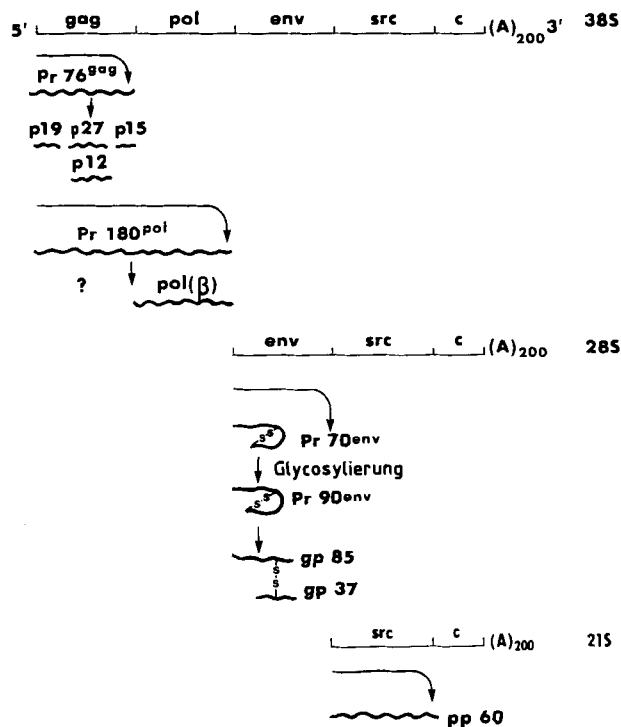 gag pol env src c
5' (A)200 3' 38S
Pr 76gag
p19 p27 p15
p12
Pr 180pol
? pol(β)
env src c
(A)200 28S
S S Pr 70env
Glycosylierung
S S Pr 90env
gp 85
S
S
gp 37
src c
(A)200 21S
pp 60